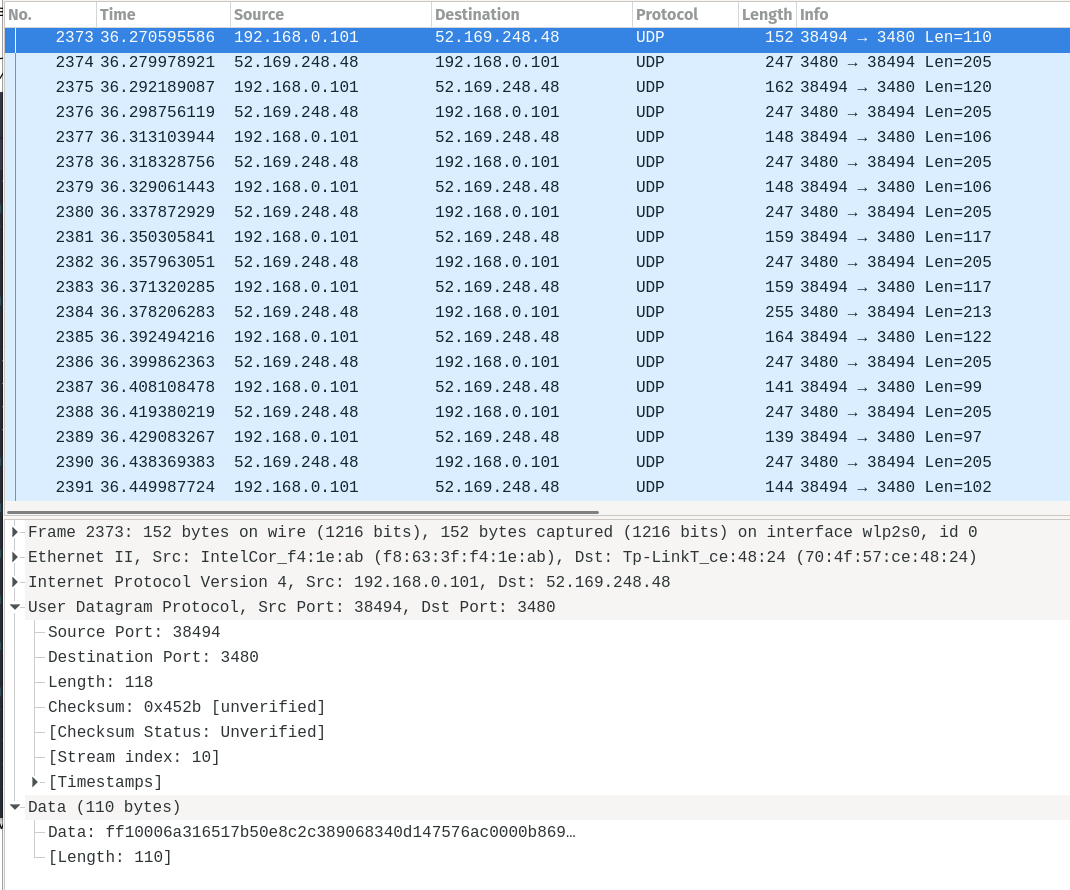 No. Time Source Destination Protocol Length Info
2373 36.270595586 192.168.0.101 52.169.248.48 UDP 152 38494 → 3480 Len=110
2374 36.279978921 52.169.248.48 192.168.0.101 UDP 247 3480 → 38494 Len=205
2375 36.292189087 192.168.0.101 52.169.248.48 UDP 162 38494 → 3480 Len=120
2376 36.298756119 52.169.248.48 192.168.0.101 UDP 247 3480 → 38494 Len=205
2377 36.313103944 192.168.0.101 52.169.248.48 UDP 148 38494 → 3480 Len=106
2378 36.318328756 52.169.248.48 192.168.0.101 UDP 247 3480 → 38494 Len=205
2379 36.329061443 192.168.0.101 52.169.248.48 UDP 148 38494 → 3480 Len=106
2380 36.337872929 52.169.248.48 192.168.0.101 UDP 247 3480 → 38494 Len=205
2381 36.350305841 192.168.0.101 52.169.248.48 UDP 159 38494 → 3480 Len=117
2382 36.357963051 52.169.248.48 192.168.0.101 UDP 247 3480 → 38494 Len=205
2383 36.371320285 192.168.0.101 52.169.248.48 UDP 159 38494 → 3480 Len=117
2384 36.378206283 52.169.248.48 192.168.0.101 UDP 255 3480 → 38494 Len=213
2385 36.392494216 192.168.0.101 52.169.248.48 UDP 164 38494 → 3480 Len=122
2386 36.399862363 52.169.248.48 192.168.0.101 UDP 247 3480 → 38494 Len=205
2387 36.408108478 192.168.0.101 52.169.248.48 UDP 141 38494 → 3480 Len=99
2388 36.419380219 52.169.248.48 192.168.0.101 UDP 247 3480 → 38494 Len=205
2389 36.429083267 192.168.0.101 52.169.248.48 UDP 139 38494 → 3480 Len=97
2390 36.438369383 52.169.248.48 192.168.0.101 UDP 247 3480 → 38494 Len=205
2391 36.449987724 192.168.0.101 52.169.248.48 UDP 144 38494 → 3480 Len=102
Frame 2373: 152 bytes on wire (1216 bits), 152 bytes captured (1216 bits) on interface wlp2s0, id 0
Ethernet II, Src: IntelCor_f4:1e:ab (f8:63:3f:f4:1e:ab), Dst: Tp-LinkT_ce:48:24 (70:4f:57:ce:48:24)
Internet Protocol Version 4, Src: 192.168.0.101, Dst: 52.169.248.48
User Datagram Protocol, Src Port: 38494, Dst Port: 3480
Source Port: 38494
Destination Port: 3480
Length: 118
Checksum: 0x452b [unverified]
[Checksum Status: Unverified]
[Stream index: 10]
[Timestamps]
Data (110 bytes)
Data: ff10006a316517b50e8c2c389068340d147576ac0000b869…
[Length: 110]